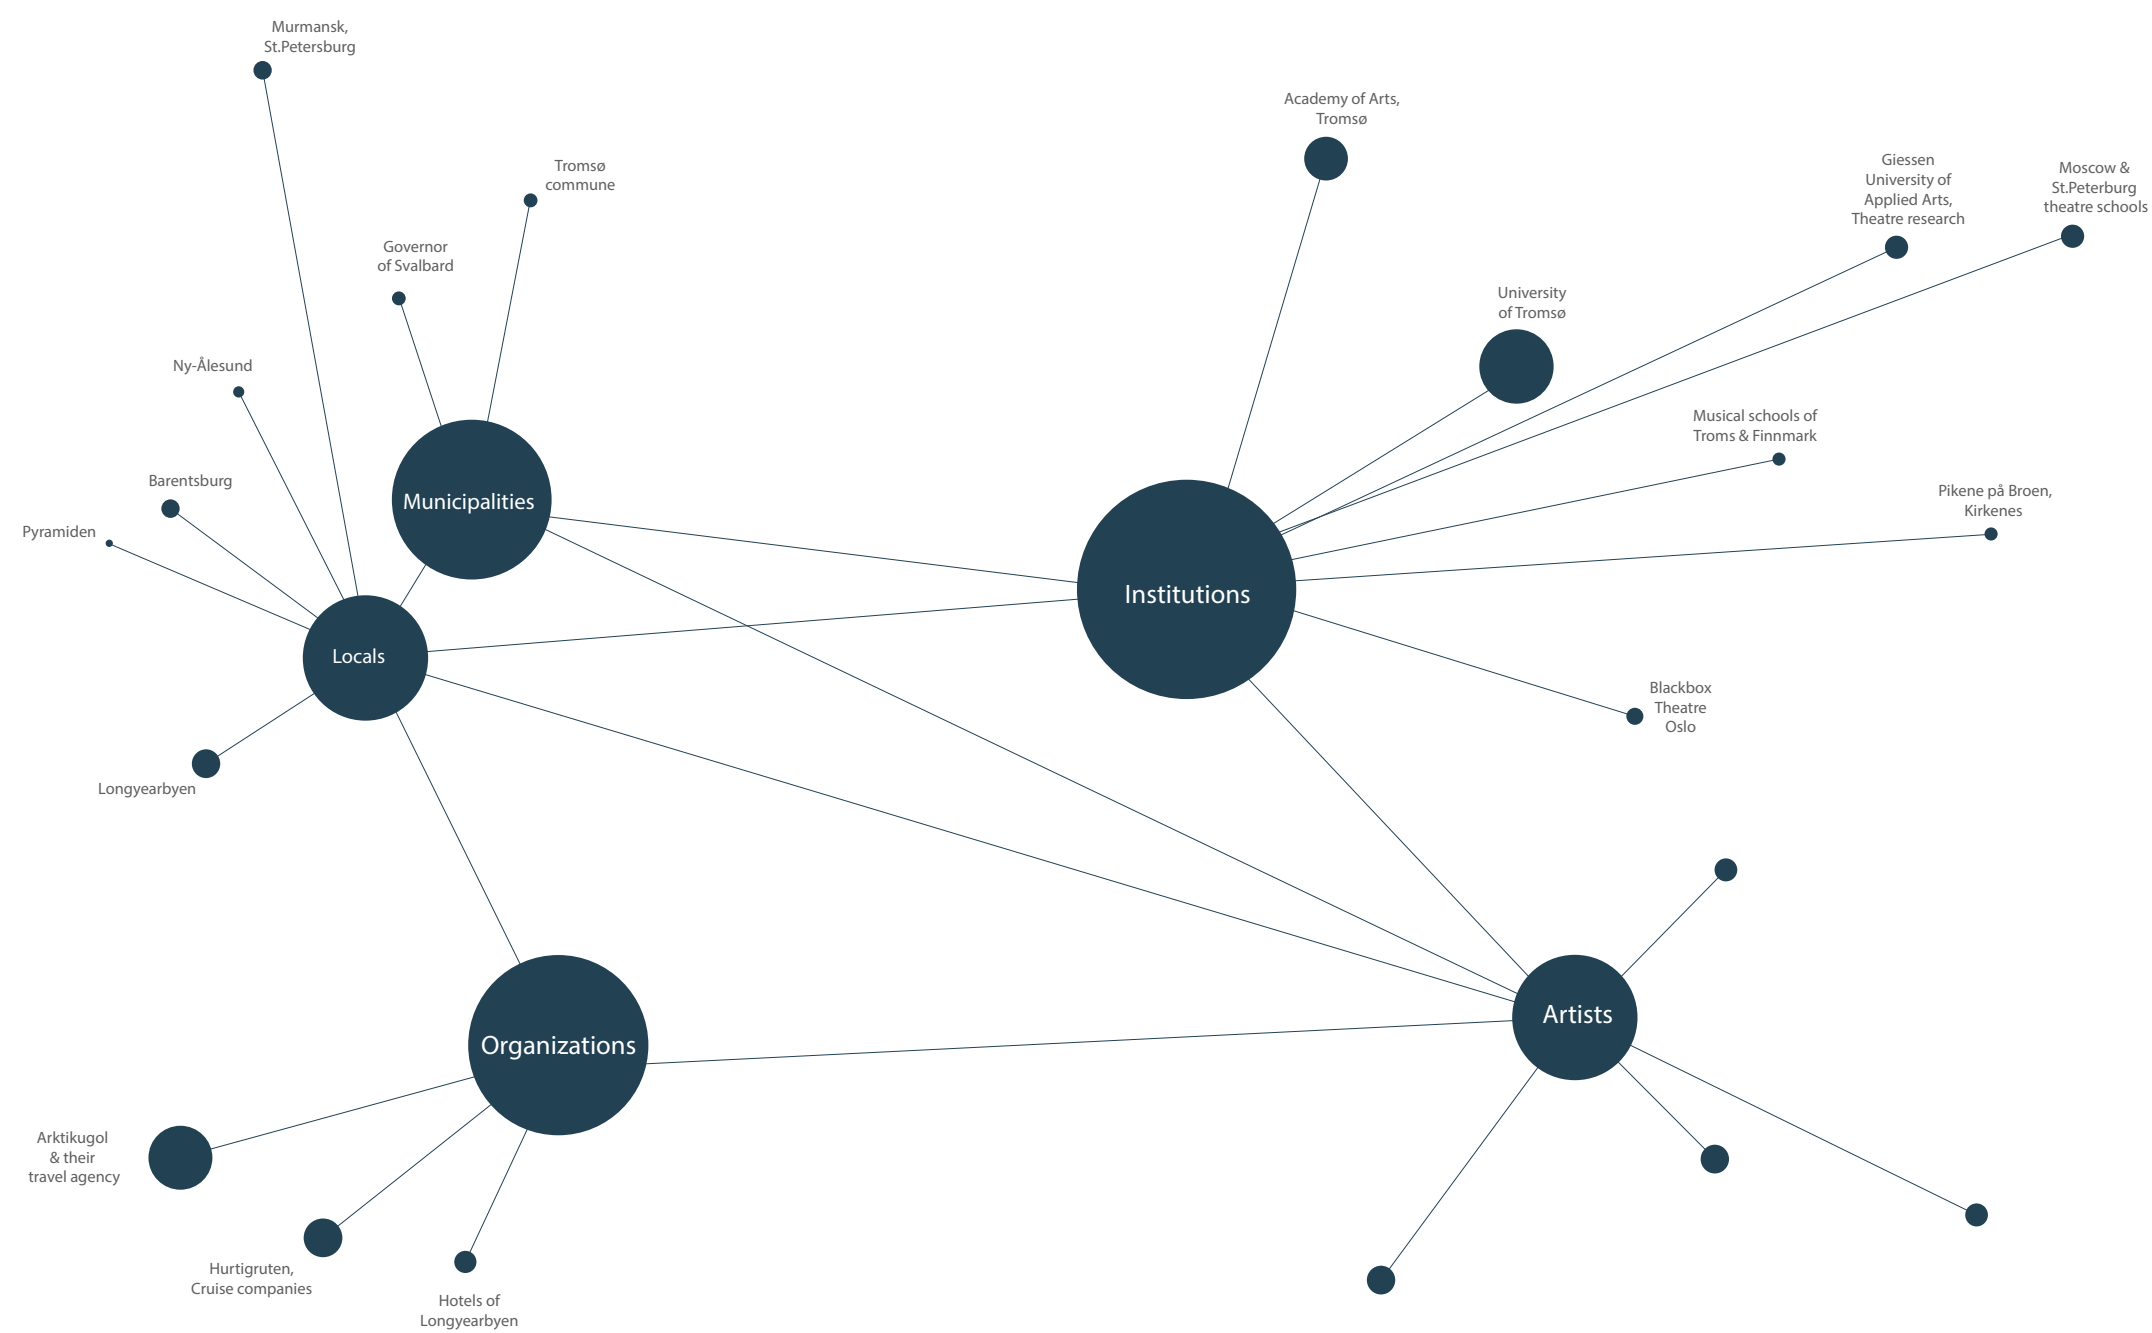 Murmansk,
St.Petersburg
Academy of Arts,
Tromsø
Tromsø
commune
Giessen
University of
Applied Arts,
Theatre research
Moscow &
St.Peterburg
theatre schools
Governor
of Svalbard
University
of Tromsø
Ny-Ålesund
Musical schools of
Troms & Finnmark
Barentsburg
Municipalities
Pikene på Broen,
Kirkenes
Pyramiden
Institutions
Locals
Blackbox
Theatre
Oslo
Longyearbyen
Artists
Organizations
Arktikugol
& their
travel agency
Hurtigruten,
Cruise companies
Hotels of
Longyearbyen